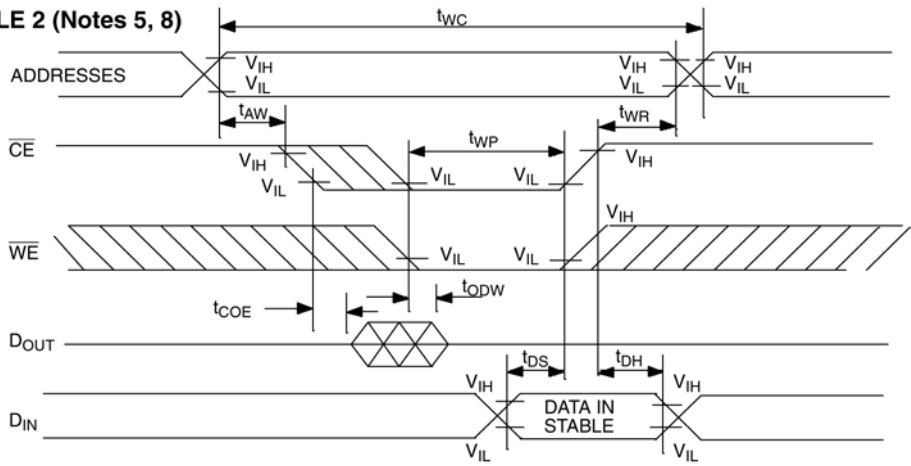 LE 2 (Notes 5, 8)
tWC
ADDRESSES
VIH
VIL
VIH
VIL
VIH
VIL
tAW
tWR
CE
VIH
VIL
tWP
VIL
VIL
VIH
WE
VIL
VIL
VIH
tCOE
tODW
DOUT
tDS
tDH
DIN
VIH
VIL
DATA IN
STABLE
VIH
VIL